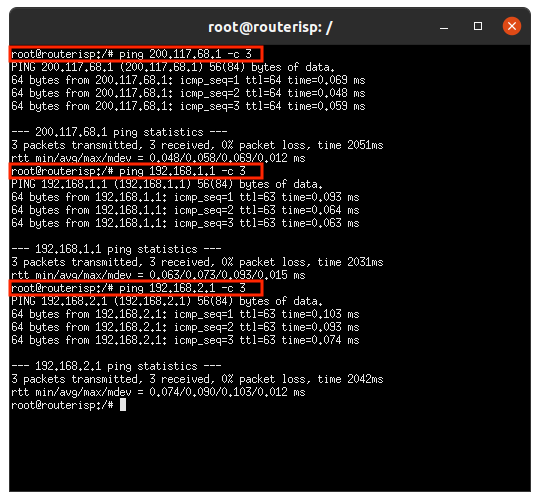 root@routerisp: /
root@routerisp:/# ping 200.117.68.1 -c 3
PING 200.117.68.1 (200.117.68.1) 56(84) bytes of data.
64 bytes from 200.117.68.1: icmp_seq=1 ttl=64 time=0.069 ms
64 bytes from 200.117.68.1: icmp_seq=2 ttl=64 time=0.048 ms
64 bytes from 200.117.68.1: icmp_seq=3 ttl=64 time=0.059 ms
--- 200.117.68.1 ping statistics ---
3 packets transmitted, 3 received, 0% packet loss, time 2051ms
rtt min/avg/max/mdev = 0.048/0.058/0.069/0.012 ms
root@routerisp:/# ping 192.168.1.1 -c 3
PING 192.168.1.1 (192.168.1.1) 56(84) bytes of data.
64 bytes from 192.168.1.1: icmp_seq=1 ttl=63 time=0.093 ms
64 bytes from 192.168.1.1: icmp_seq=2 ttl=63 time=0.064 ms
64 bytes from 192.168.1.1: icmp_seq=3 ttl=63 time=0.063 ms
--- 192.168.1.1 ping statistics ---
3 packets transmitted, 3 received, 0% packet loss, time 2031ms
rtt min/avg/max/mdev = 0.063/0.073/0.093/0.015 ms
root@routerisp:/# ping 192.168.2.1 -c 3
PING 192.168.2.1 (192.168.2.1) 56(84) bytes of data.
64 bytes from 192.168.2.1: icmp_seq=1 ttl=63 time=0.103 ms
64 bytes from 192.168.2.1: icmp_seq=2 ttl=63 time=0.093 ms
64 bytes from 192.168.2.1: icmp_seq=3 ttl=63 time=0.074 ms
--- 192.168.2.1 ping statistics ---
3 packets transmitted, 3 received, 0% packet loss, time 2042ms
rtt min/avg/max/mdev = 0.074/0.090/0.103/0.012 ms
root@routerisp:/#